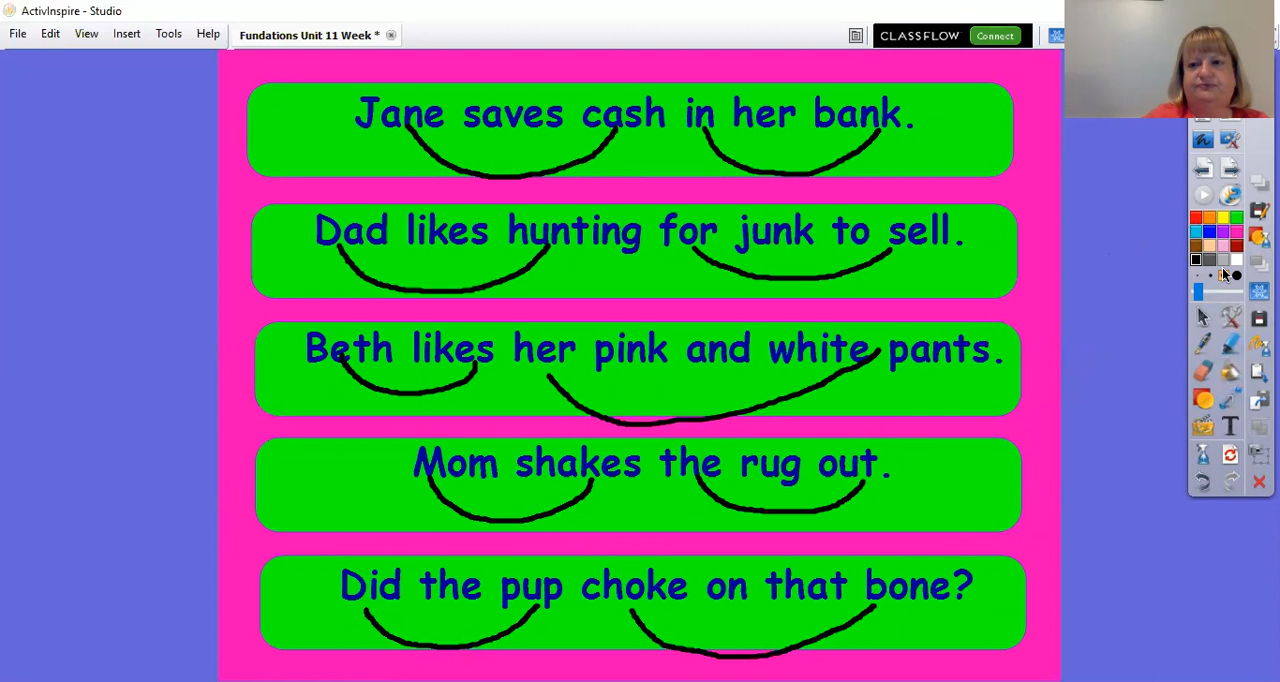 ActivInspire - Studio
File Edit View Insert Tools Help
Fundations Unit 11 Week *
CLASSFLOW Connect
Jane saves cash in her bank.
Dad likes hunting for junk to sell.
Beth likes her pink and white pants.
Mom shakes the rug out.
Did the pup choke on that bone?